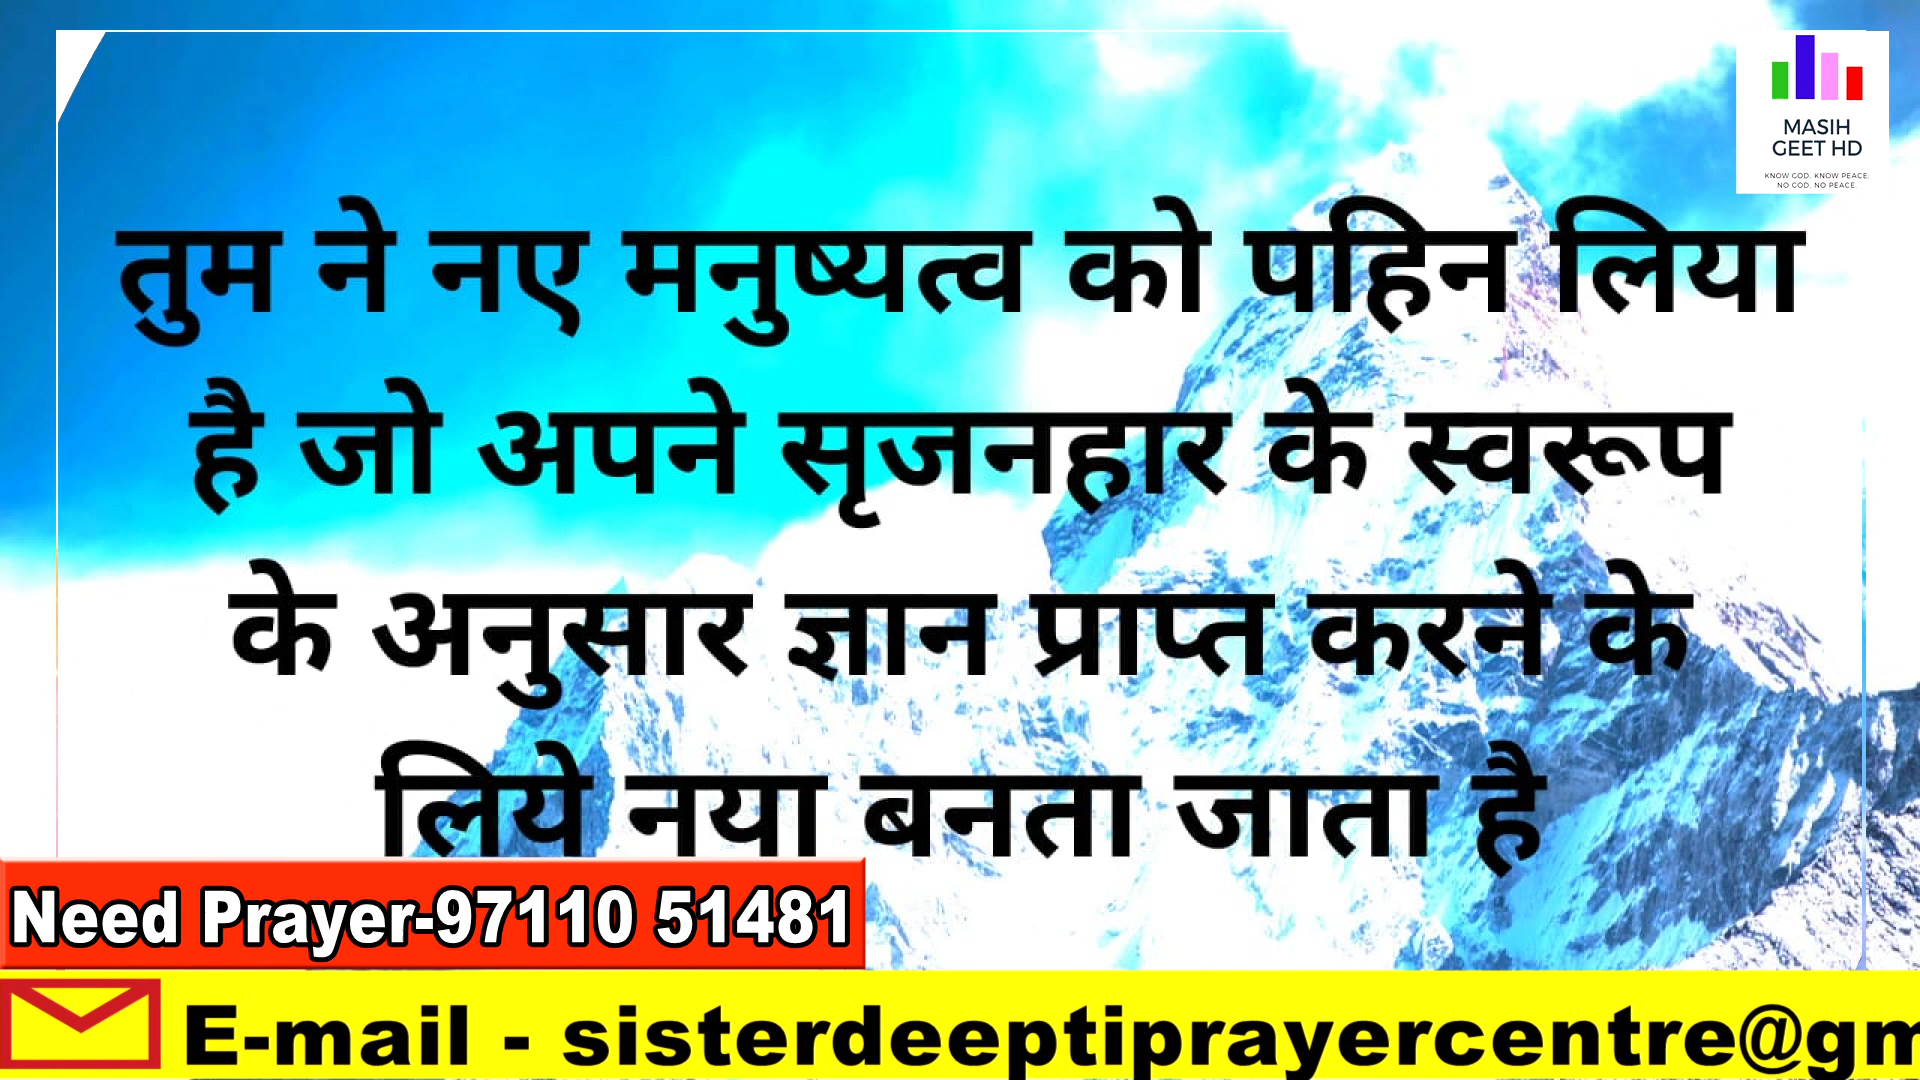 MASIH
GEET HD
KNOW GOD. KNOW PEACE.
NO GOD. NO PEACE.
तुम ने नए मनुष्यत्व को पहिन लिया
है जो अपने सृजनहार के स्वरूप
के अनुसार ज्ञान प्राप्त करने के
लिये नया बनता जाता है
Need Prayer-97110 51481
E-mail - sisterdeeptiprayercentre@gm